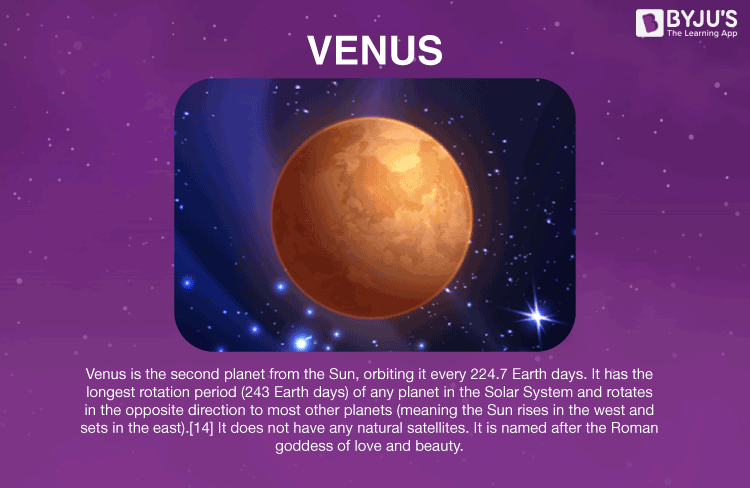 BYJU'S
The Learning App
VENUS
Venus is the second planet from the Sun, orbiting it every 224.7 Earth days. It has the
longest rotation period (243 Earth days) of any planet in the Solar System and rotates
in the opposite direction to most other planets (meaning the Sun rises in the west and
sets in the east).[14] It does not have any natural satellites. It is named after the Roman
goddess of love and beauty.